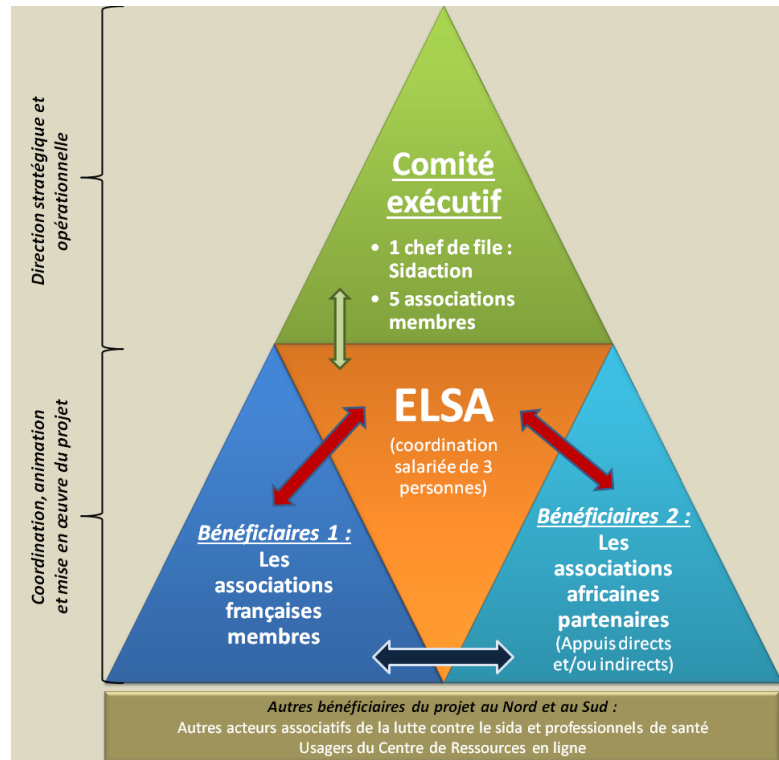 Direction stratégique et
opérationnelle
Comité
exécutif
• 1 chef de file :
Sidaction
• 5 associations
membres
Coordination, animation
et mise en œuvre du projet
ELSA
(coordination
salariée de 3
personnes)
Bénéficiaires 1 :
Les
associations
françaises
membres
Bénéficiaires 2 :
Les
associations
africaines
partenaires
(Appuis directs
et/ou indirects)
Autres bénéficiaires du projet au Nord et au Sud :
Autres acteurs associatifs de la lutte contre le sida et professionnels de santé
Usagers du Centre de Ressources en ligne